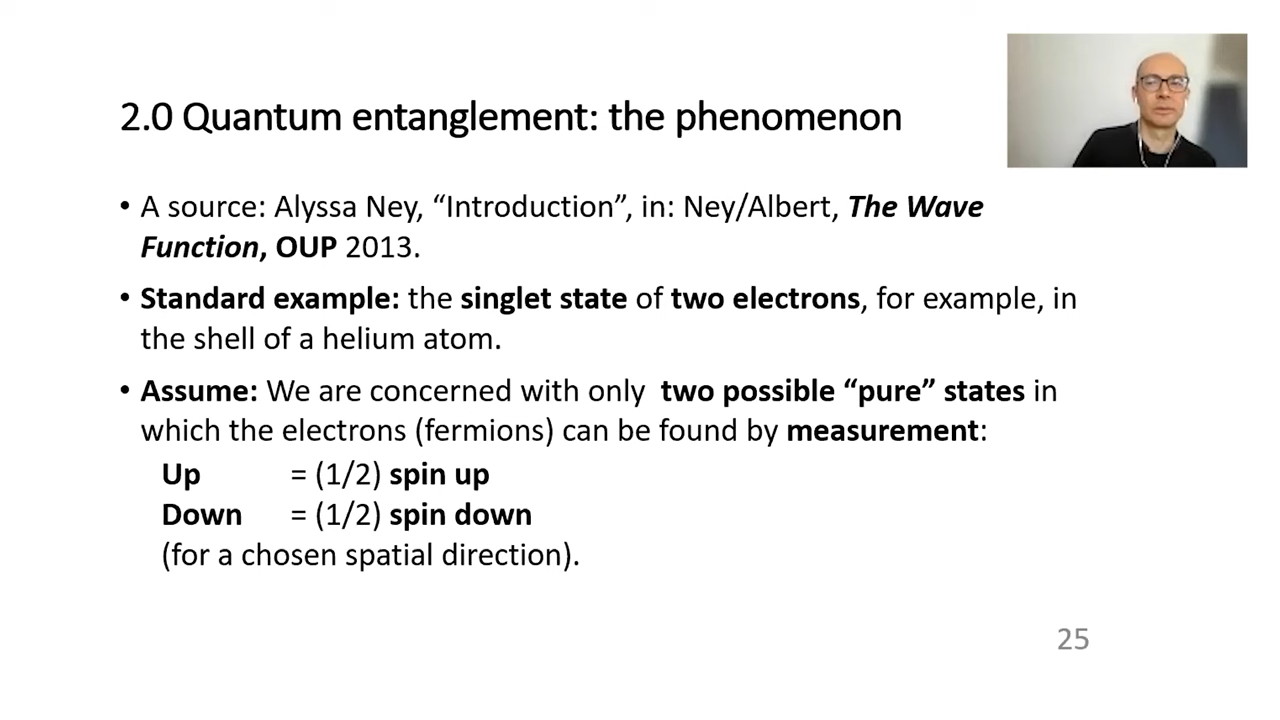 2.0 Quantum entanglement: the phenomenon
• A source: Alyssa Ney, “Introduction”, in: Ney/Albert, The Wave
Function, OUP 2013.
• Standard example: the singlet state of two electrons, for example, in
the shell of a helium atom.
• Assume: We are concerned with only two possible “pure” states in
which the electrons (fermions) can be found by measurement:
Up = (1/2) spin up
Down = (1/2) spin down
(for a chosen spatial direction).
25